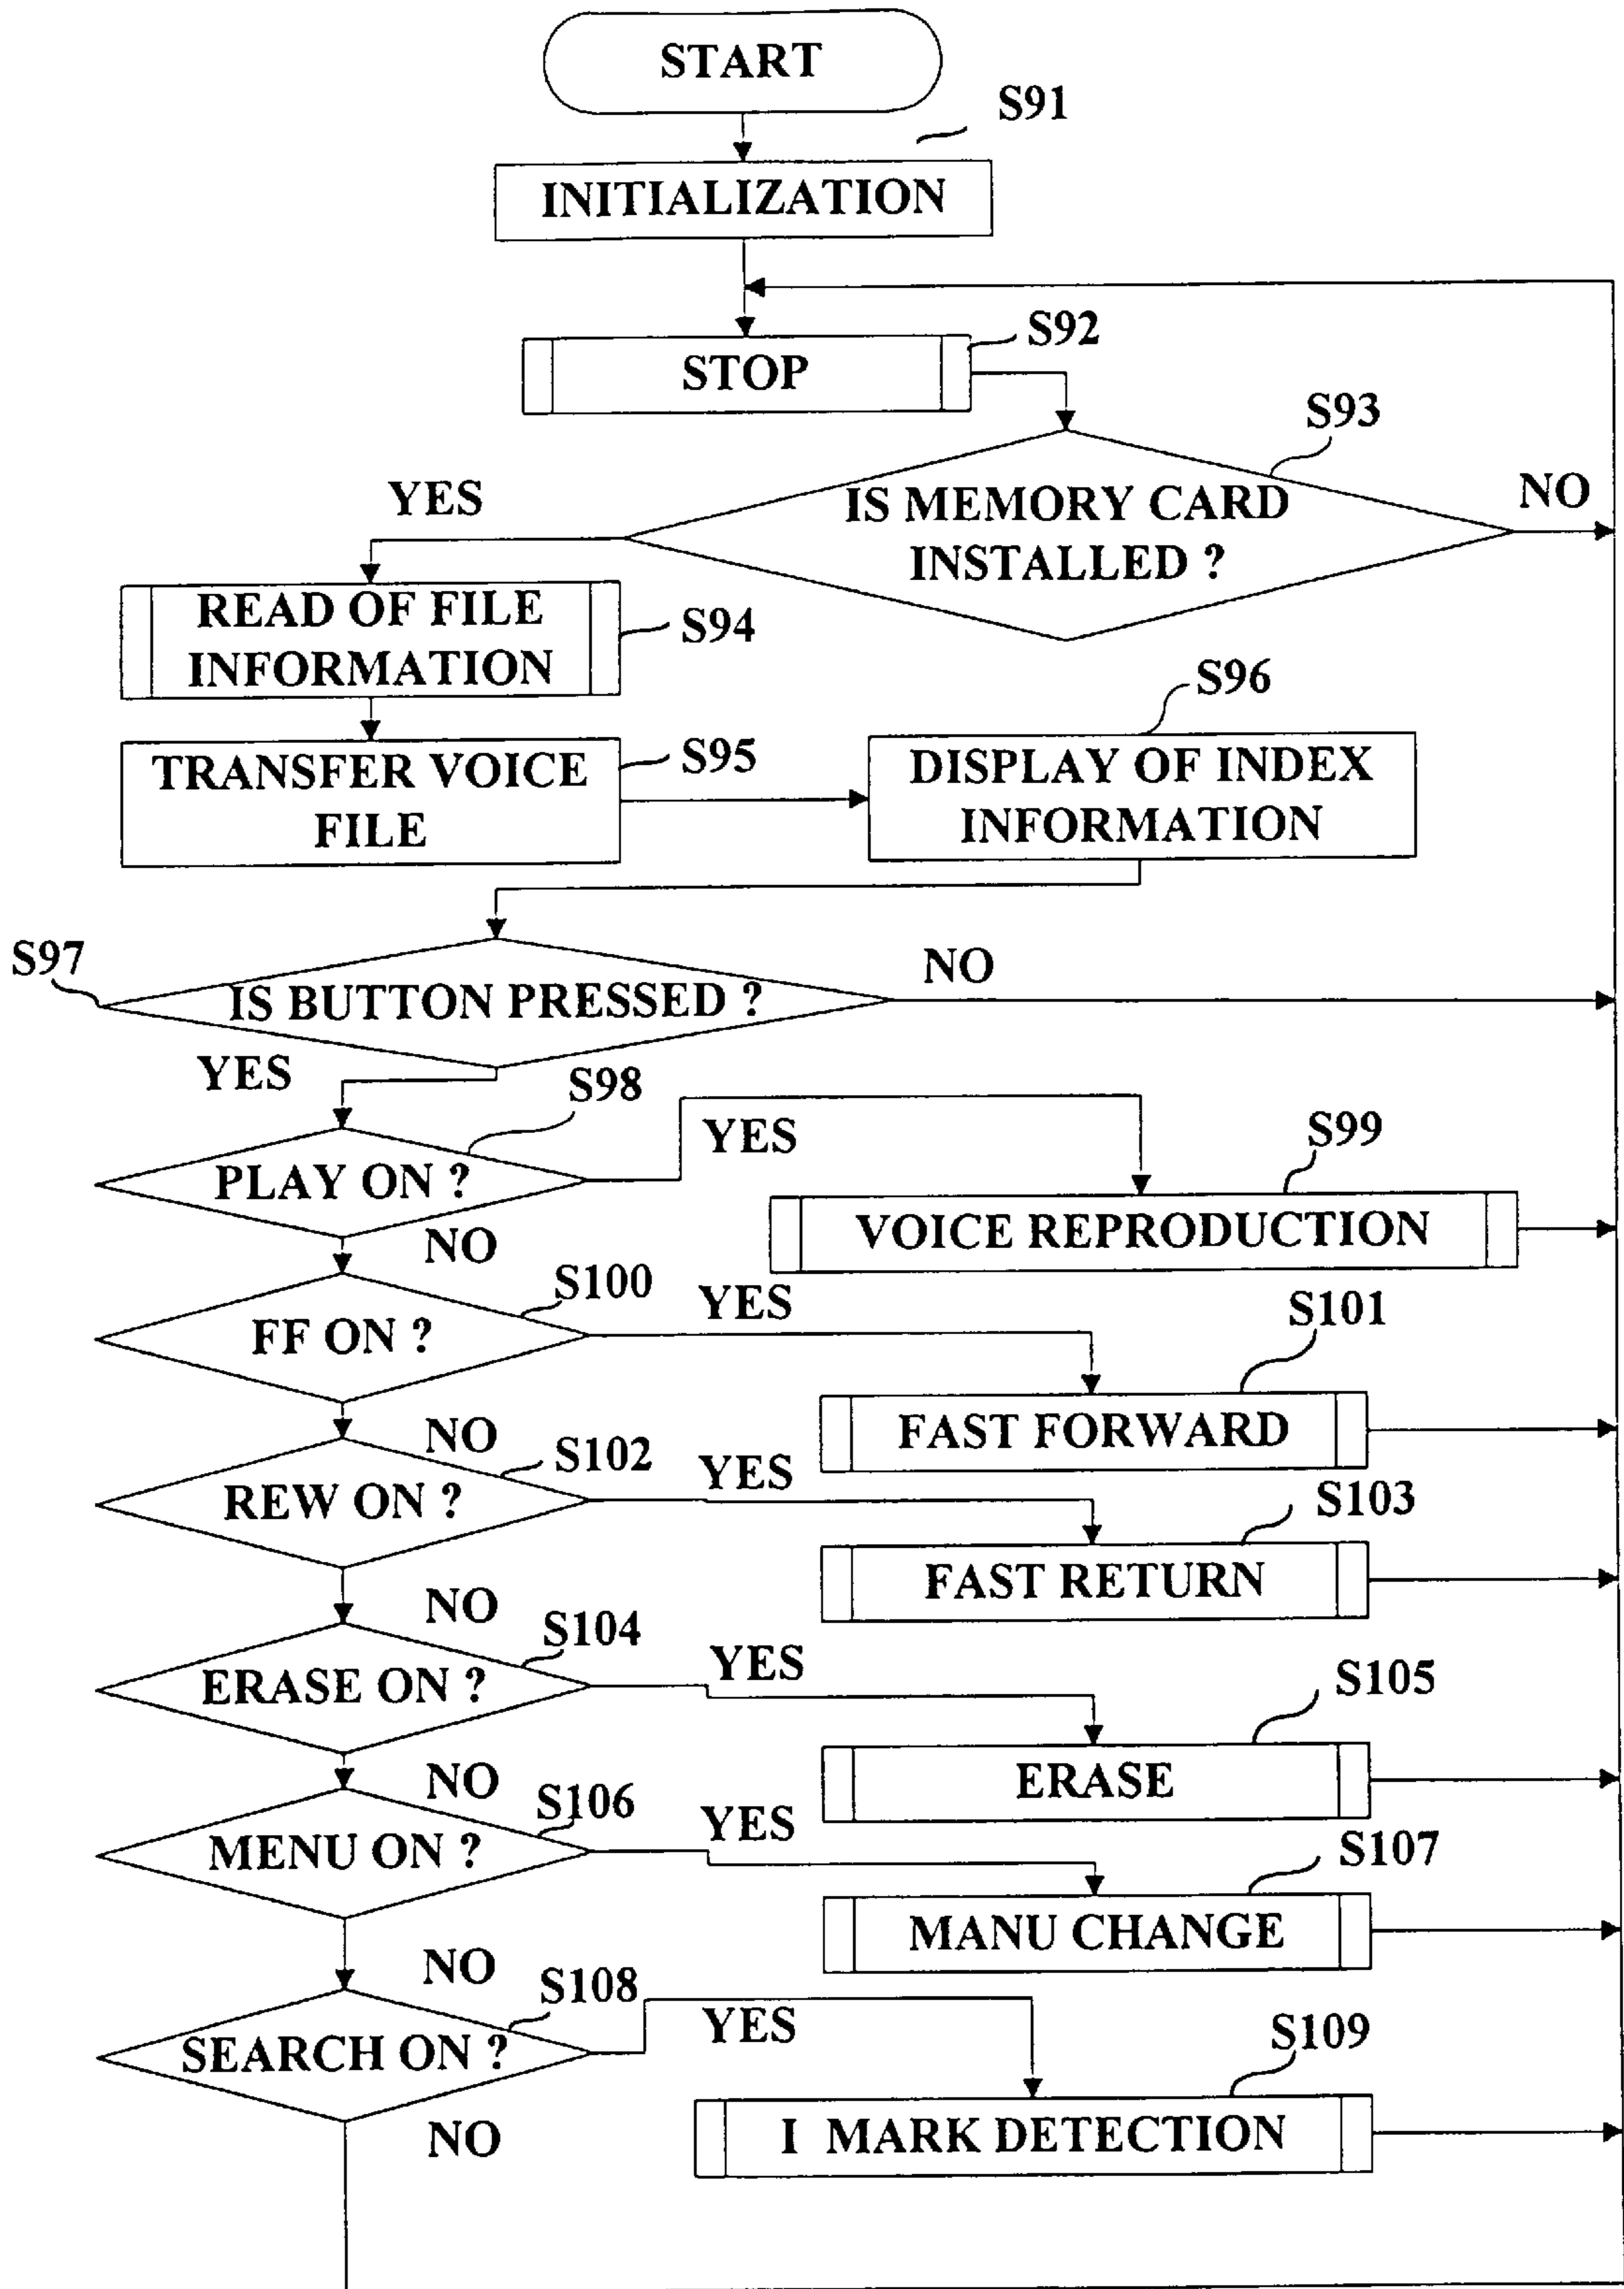 START
S91
INITIALIZATION
S92
STOP
S93
YES
IS MEMORY CARD
INSTALLED ?
NO
READ OF FILE
INFORMATION
S94
S96
TRANSFER VOICE
FILE
S95
DISPLAY OF INDEX
INFORMATION
S97
IS BUTTON PRESSED ?
NO
YES
S98
PLAY ON ?
YES
S99
VOICE REPRODUCTION
NO
S100
FF ON ?
YES
S101
FAST FORWARD
NO
S102
REW ON ?
YES
S103
FAST RETURN
NO
S104
ERASE ON ?
YES
S105
ERASE
NO
S106
MENU ON ?
YES
S107
MANU CHANGE
NO
S108
SEARCH ON ?
YES
S109
I MARK DETECTION
NO